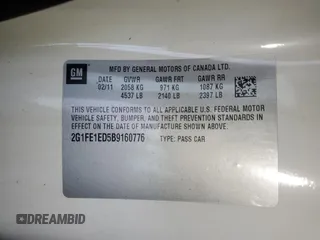 GM
MFD BY GENERAL MOTORS OF CANADA LTD.
DATE GVWR GAWR FRT GAWR RR
02/11 2058 KG 971 KG 1087 KG
4537 LB 2140 LB 2397 LB
THIS VEHICLE CONFORMS TO ALL APPLICABLE U.S. FEDERAL MOTOR
VEHICLE SAFETY, BUMPER, AND THEFT PREVENTION
STANDARDS IN EFFECT ON THE DATE OF MANUFACTURE SHOWN ABOVE.
2G1FE1ED5B9160776 TYPE: PASS CAR
DREAMBID